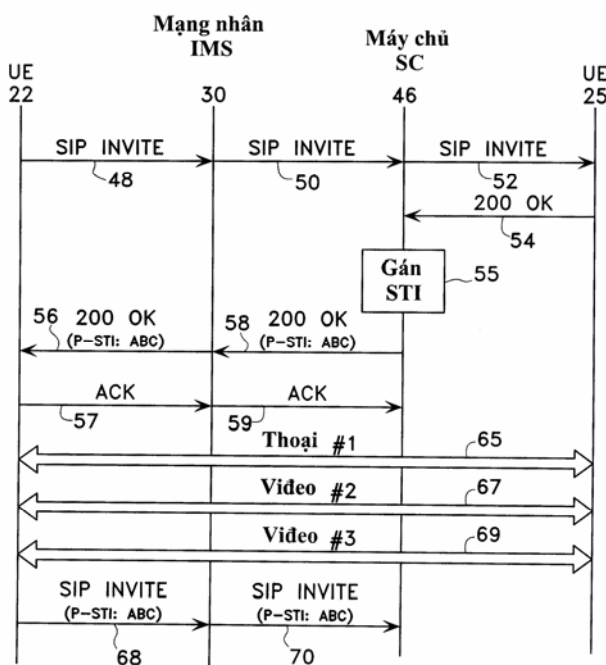 Mạng nhân
IMS
Máy chủ
SC
UE
22
30
46
UE
25
SIP INVITE
48
SIP INVITE
50
SIP INVITE
52
200 OK
54
Gán
STI
55
56
200 OK
(P-STI: ABC)
58
200 OK
(P-STI: ABC)
ACK
57
ACK
59
Thoại #1
65
Viđeo #2
67
Viđeo #3
69
SIP INVITE
(P-STI: ABC)
68
SIP INVITE
(P-STI: ABC)
70